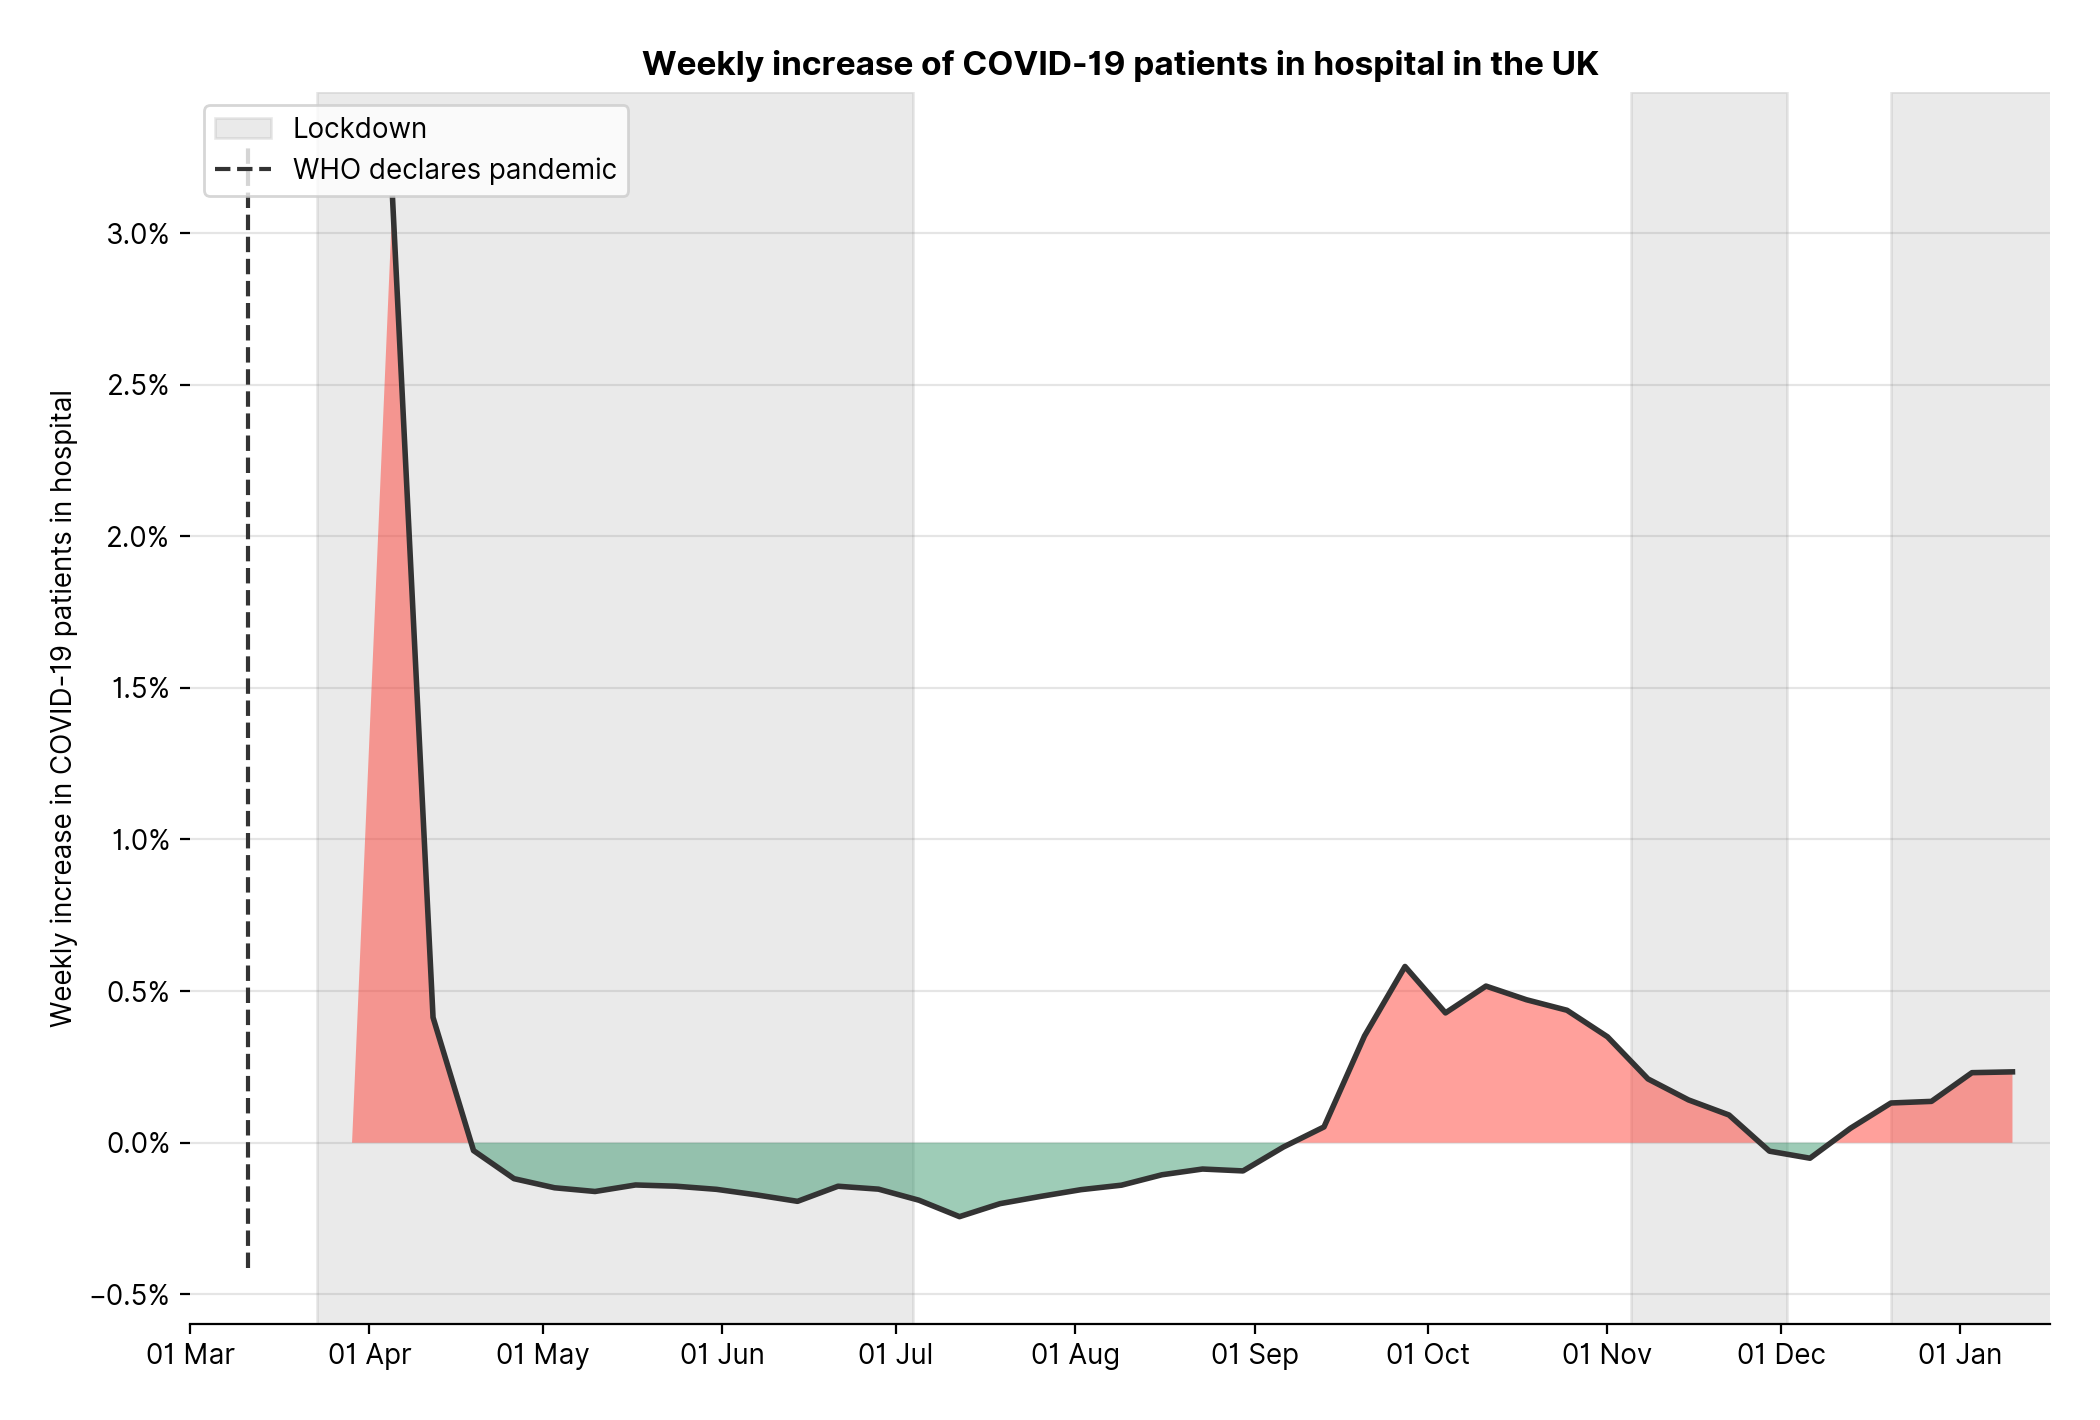 Weekly increase of COVID-19 patients in hospital in the UK
Lockdown
WHO declares pandemic
Weekly increase in COVID-19 patients in hospital
3.0%
2.5%
2.0%
1.5%
1.0%
0.5%
0.0%
−0.5%
01 Mar
01 Apr
01 May
01 Jun
01 Jul
01 Aug
01 Sep
01 Oct
01 Nov
01 Dec
01 Jan